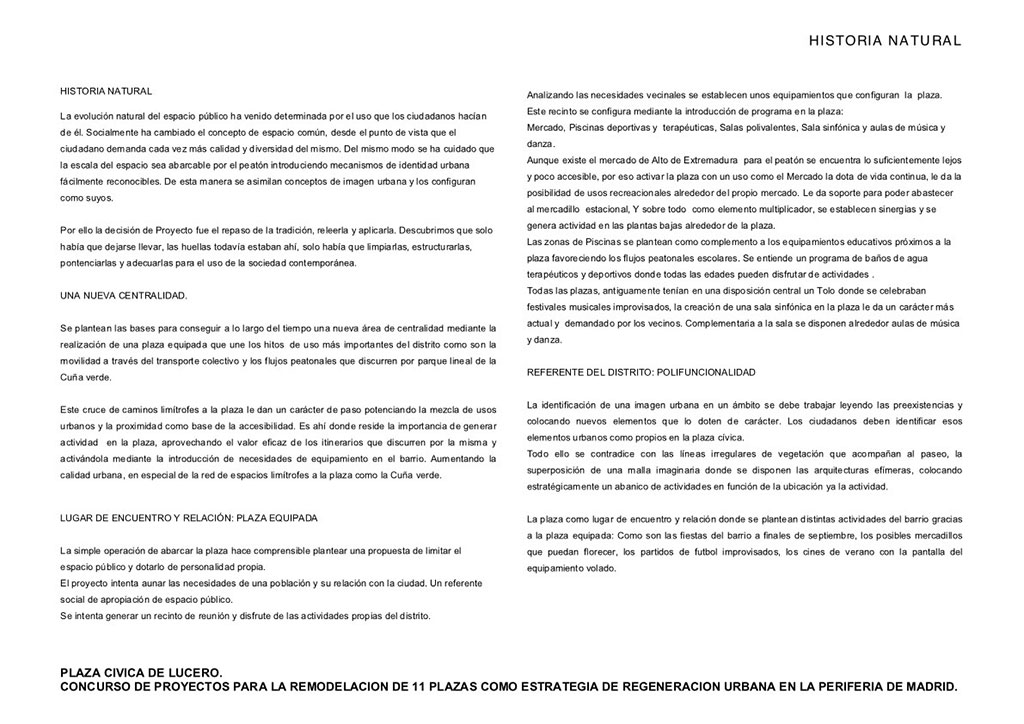 HISTORIA NATURAL
HISTORIA NATURAL
La evolución natural del espacio público ha venido determinada por el uso que los ciudadanos hacían
de él. Socialmente ha cambiado el concepto de espacio común, desde el punto de vista que el
ciudadano demanda cada vez más calidad y diversidad del mismo. Del mismo modo se ha cuidado que
la escala del espacio sea abarcable por el peatón introduciendo mecanismos de identidad urbana
fácilmente reconocibles. De esta manera se asimilan conceptos de imagen urbana y los configuran
como suyos.
Por ello la decisión de Proyecto fue el repaso de la tradición, releerla y aplicarla. Descubrimos que solo
había que dejarse llevar, las huellas todavía estaban ahí, solo había que limpiarlas, estructurarlas,
pontenciarlas y adecuarlas para el uso de la sociedad contemporánea.
UNA NUEVA CENTRALIDAD.
Se plantean las bases para conseguir a lo largo del tiempo una nueva área de centralidad mediante la
realización de una plaza equipada que une los hitos de uso más importantes del distrito como son la
movilidad a través del transporte colectivo y los flujos peatonales que discurren por parque lineal de la
Cuña verde.
Este cruce de caminos limítrofes a la plaza le dan un carácter de paso potenciando la mezcla de usos
urbanos y la proximidad como base de la accesibilidad. Es ahí donde reside la importancia de generar
actividad en la plaza, aprovechando el valor eficaz de los itinerarios que discurren por la misma y
activándola mediante la introducción de necesidades de equipamiento en el barrio. Aumentando la
calidad urbana, en especial de la red de espacios limítrofes a la plaza como la Cuña verde.
LUGAR DE ENCUENTRO Y RELACIÓN: PLAZA EQUIPADA
La simple operación de abarcar la plaza hace comprensible plantear una propuesta de limitar el
espacio público y dotarlo de personalidad propia.
El proyecto intenta aunar las necesidades de una población y su relación con la ciudad. Un referente
social de apropiación de espacio público.
Se intenta generar un recinto de reunión y disfrute de las actividades propias del distrito.
Analizando las necesidades vecinales se establecen unos equipamientos que configuran la plaza.
Este recinto se configura mediante la introducción de programa en la plaza:
Mercado, Piscinas deportivas y terapéuticas, Salas polivalentes, Sala sinfónica y aulas de música y
danza.
Aunque existe el mercado de Alto de Extremadura para el peatón se encuentra lo suficientemente lejos
y poco accesible, por eso activar la plaza con un uso como el Mercado la dota de vida continua, le da la
posibilidad de usos recreacionales alrededor del propio mercado. Le da soporte para poder abastecer
al mercadillo estacional, Y sobre todo como elemento multiplicador, se establecen sinergias y se
genera actividad en las plantas bajas alrededor de la plaza.
Las zonas de Piscinas se plantean como complemento a los equipamientos educativos próximos a la
plaza favoreciendo los flujos peatonales escolares. Se entiende un programa de baños de agua
terapéuticos y deportivos donde todas las edades pueden disfrutar de actividades .
Todas las plazas, antiguamente tenían en una disposición central un Tolo donde se celebraban
festivales musicales improvisados, la creación de una sala sinfónica en la plaza le da un carácter más
actual y demandado por los vecinos. Complementaria a la sala se disponen alrededor aulas de música
y danza.
REFERENTE DEL DISTRITO: POLIFUNCIONALIDAD
La identificación de una imagen urbana en un ámbito se debe trabajar leyendo las preexistencias y
colocando nuevos elementos que lo doten de carácter. Los ciudadanos deben identificar esos
elementos urbanos como propios en la plaza cívica.
Todo ello se contradice con las líneas irregulares de vegetación que acompañan al paseo, la
superposición de una malla imaginaria donde se disponen las arquitecturas efímeras, colocando
estratégicamente un abanico de actividades en función de la ubicación ya la actividad.
La plaza como lugar de encuentro y relación donde se plantean distintas actividades del barrio gracias
a la plaza equipada: Como son las fiestas del barrio a finales de septiembre, los posibles mercadillos
que puedan florecer, los partidos de futbol improvisados, los cines de verano con la pantalla del
equipamiento volado.
PLAZA CIVICA DE LUCERO.
CONCURSO DE PROYECTOS PARA LA REMODELACION DE 11 PLAZAS COMO ESTRATEGIA DE REGENERACION URBANA EN LA PERIFERIA DE MADRID.